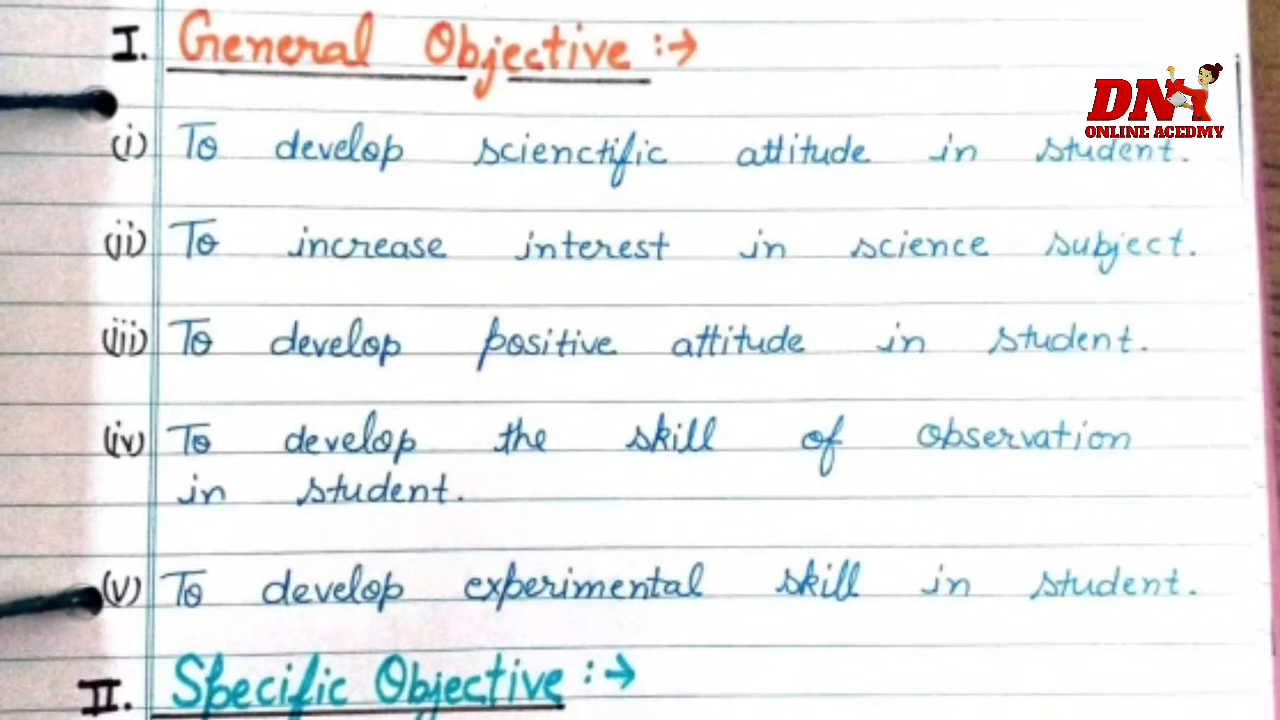 I. General Objective :→
DNA
ONLINE ACEDMY
(i) To develop scienctific attitude in student.
(ii) To increase interest in science subject.
(iii) To develop positive attitude in student.
(iv) To develop the skill of observation
in student.
(v) To develop experimental skill in student.
II. Specific Objective :→